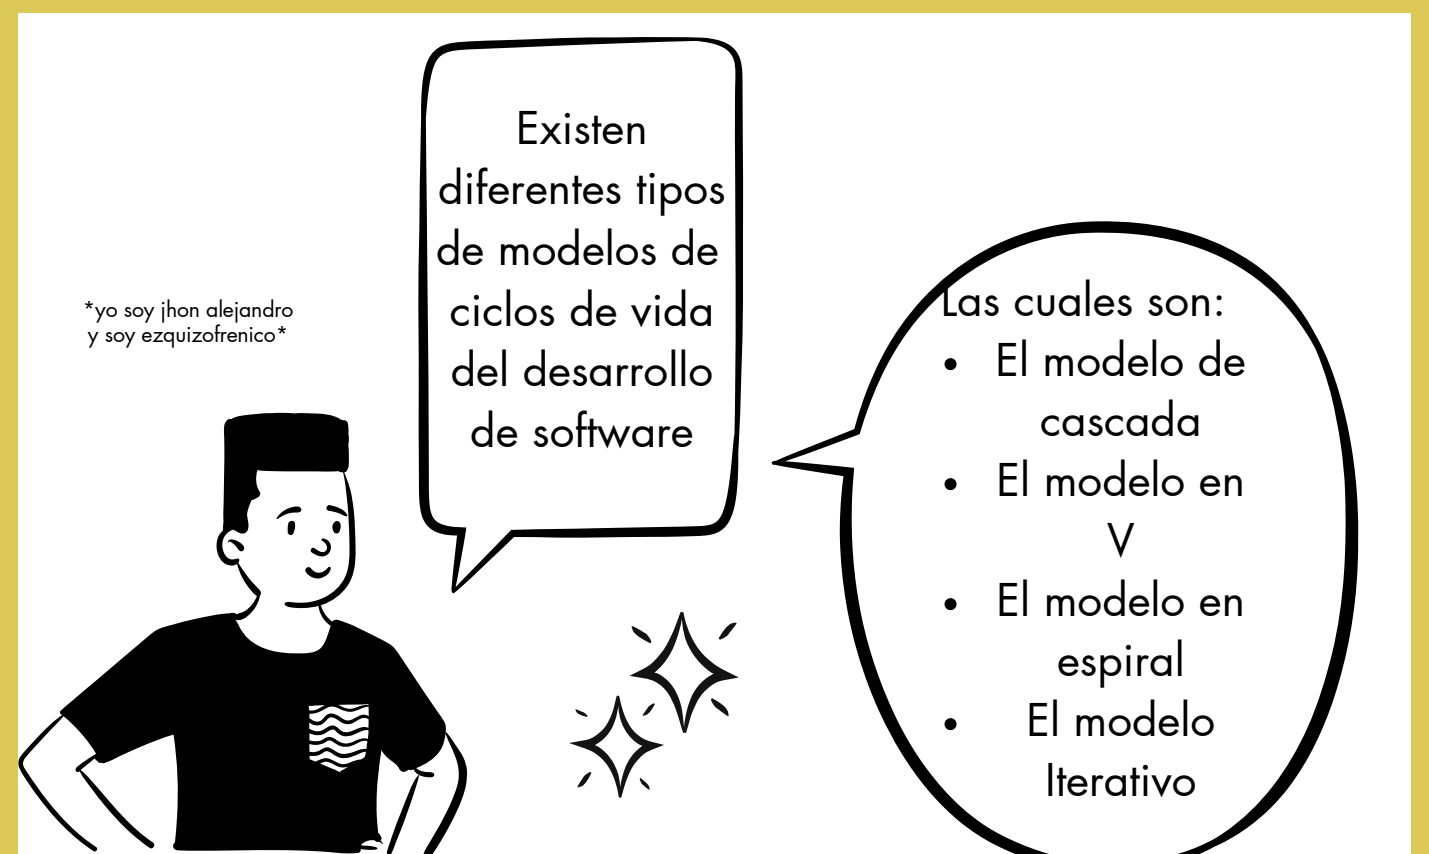 *yo soy jhon alejandro
y soy ezquizofrenico*
Existen
diferentes tipos
de modelos de
ciclos de vida
del desarrollo
de software
Las cuales son:
• El modelo de
cascada
• El modelo en
V
• El modelo en
espiral
• El modelo
Iterativo